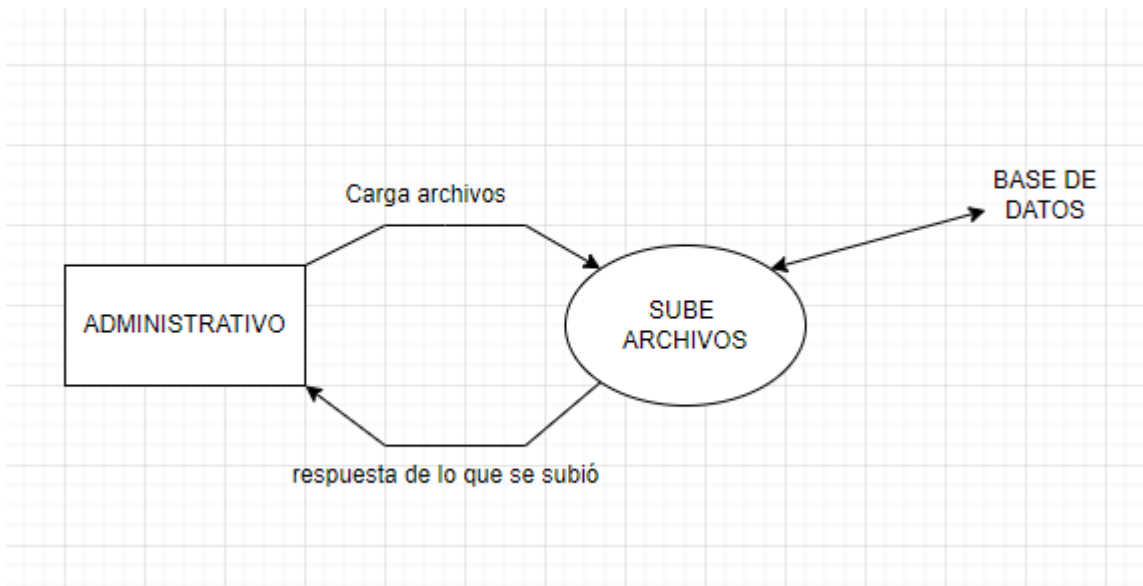 Carga archivos
BASE DE
DATOS
ADMINISTRATIVO
SUBE
ARCHIVOS
respuesta de lo que se subió